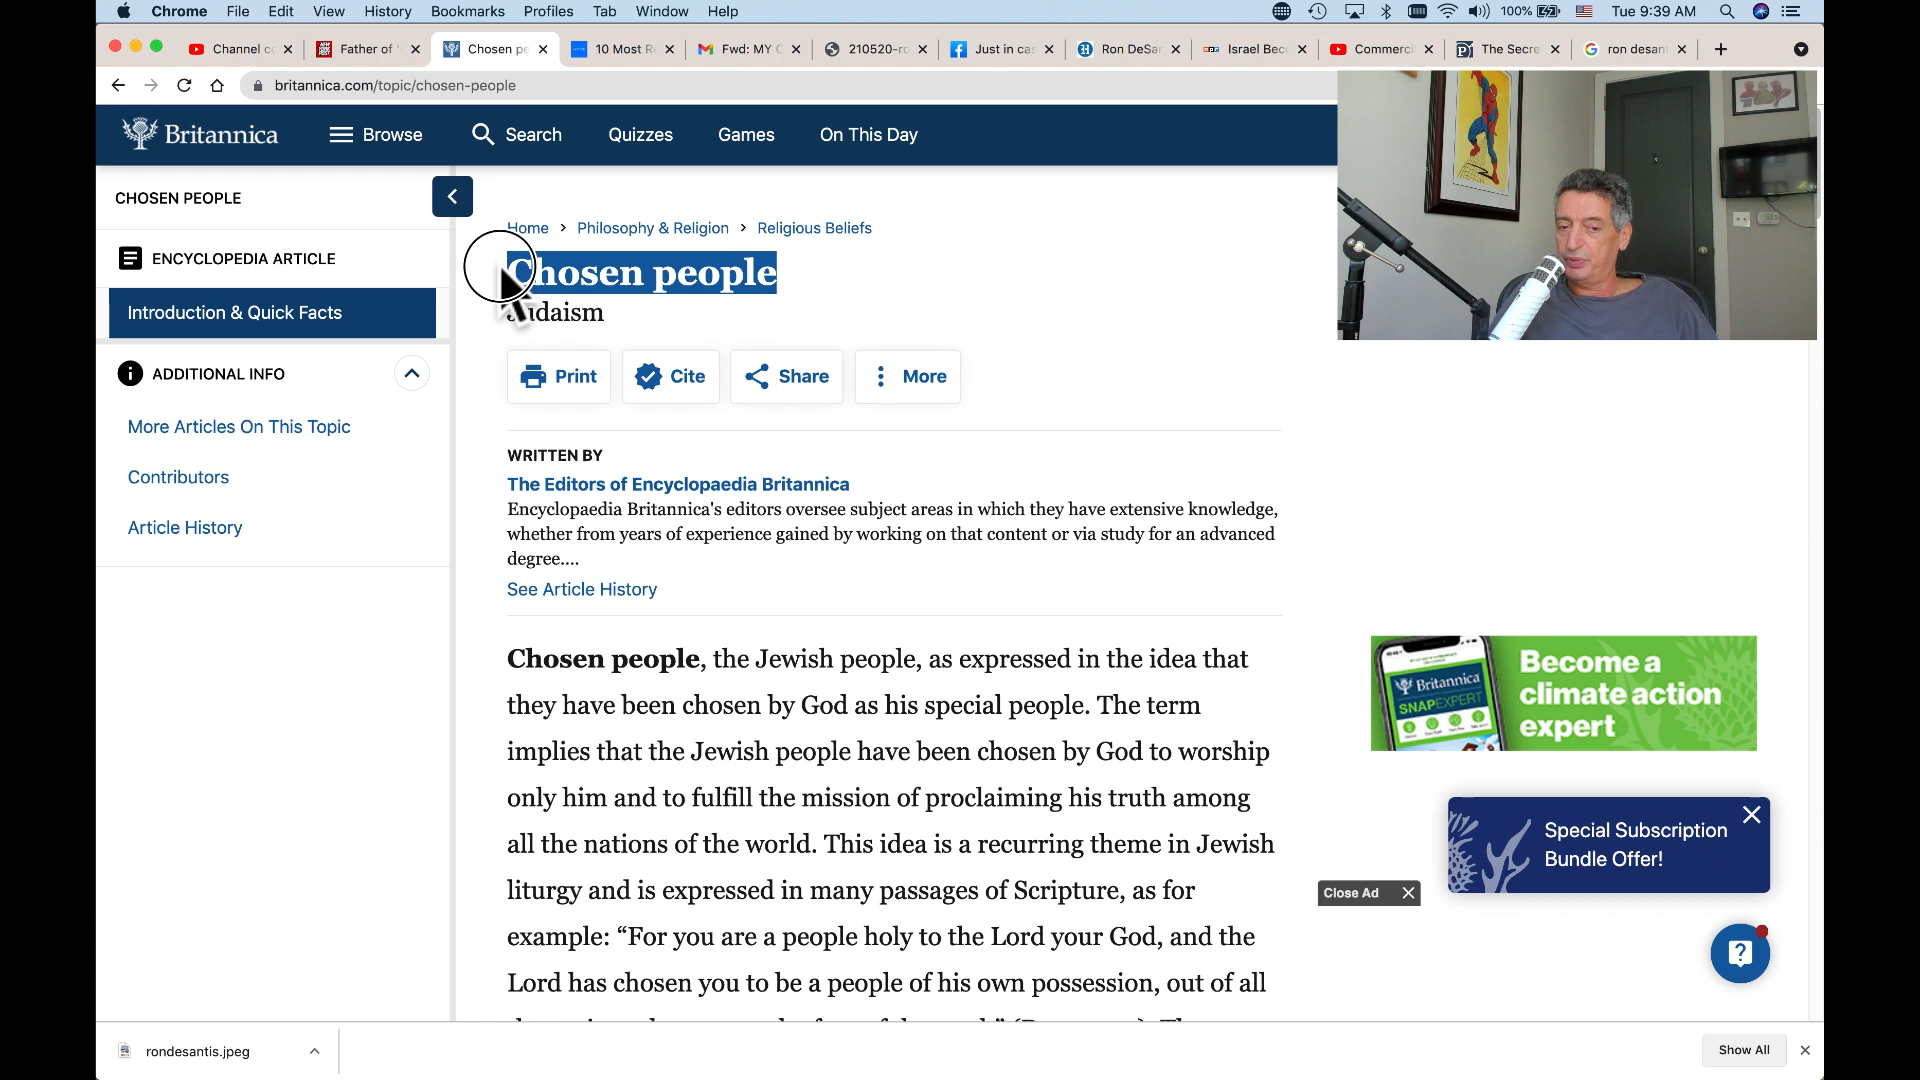 Chrome File Edit View History Bookmarks Profiles Tab Window Help 100% Tue 9:39 AM
Channel c Father of Chosen pe 10 Most R Fwd: MY G 210520-ro Just in ca Ron DeSar Israel Bec Commerci The Secre ron desant
britannica.com/topic/chosen-people
Britannica Browse Search Quizzes Games On This Day
CHOSEN PEOPLE
ENCYCLOPEDIA ARTICLE
Introduction & Quick Facts
ADDITIONAL INFO
More Articles On This Topic
Contributors
Article History
Home > Philosophy & Religion > Religious Beliefs
Chosen people
Judaism
Print Cite Share More
WRITTEN BY
The Editors of Encyclopaedia Britannica
Encyclopaedia Britannica's editors oversee subject areas in which they have extensive knowledge,
whether from years of experience gained by working on that content or via study for an advanced
degree....
See Article History
Chosen people, the Jewish people, as expressed in the idea that
they have been chosen by God as his special people. The term
implies that the Jewish people have been chosen by God to worship
only him and to fulfill the mission of proclaiming his truth among
all the nations of the world. This idea is a recurring theme in Jewish
liturgy and is expressed in many passages of Scripture, as for
example: “For you are a people holy to the Lord your God, and the
Lord has chosen you to be a people of his own possession, out of all
Britannica
SNAPEXPERT
Become a
climate action
expert
Special Subscription
Bundle Offer!
Close Ad
rondesantis.jpeg
Show All